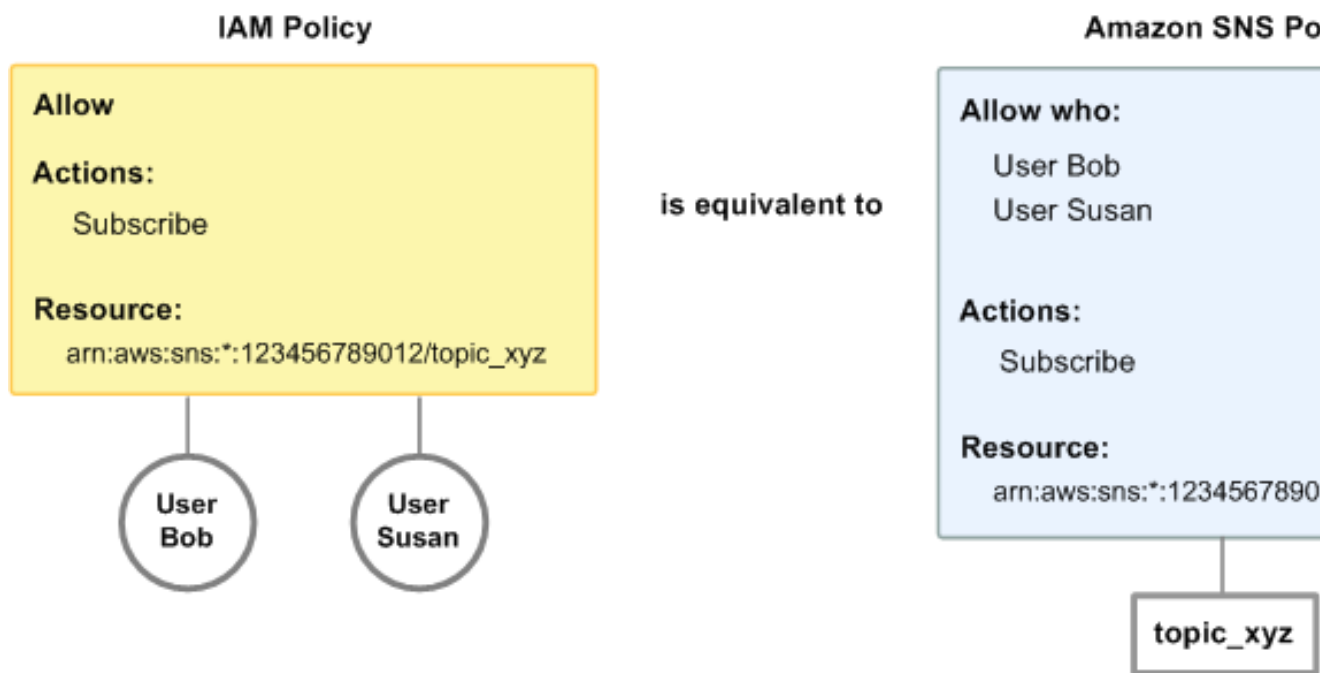 IAM Policy
Allow
Actions:
Subscribe
Resource:
arn:aws:sns:*:123456789012/topic_xyz
User
Bob
User
Susan
is equivalent to
Amazon SNS Po
Allow who:
User Bob
User Susan
Actions:
Subscribe
Resource:
arn:aws:sns:*:1234567890
topic_xyz